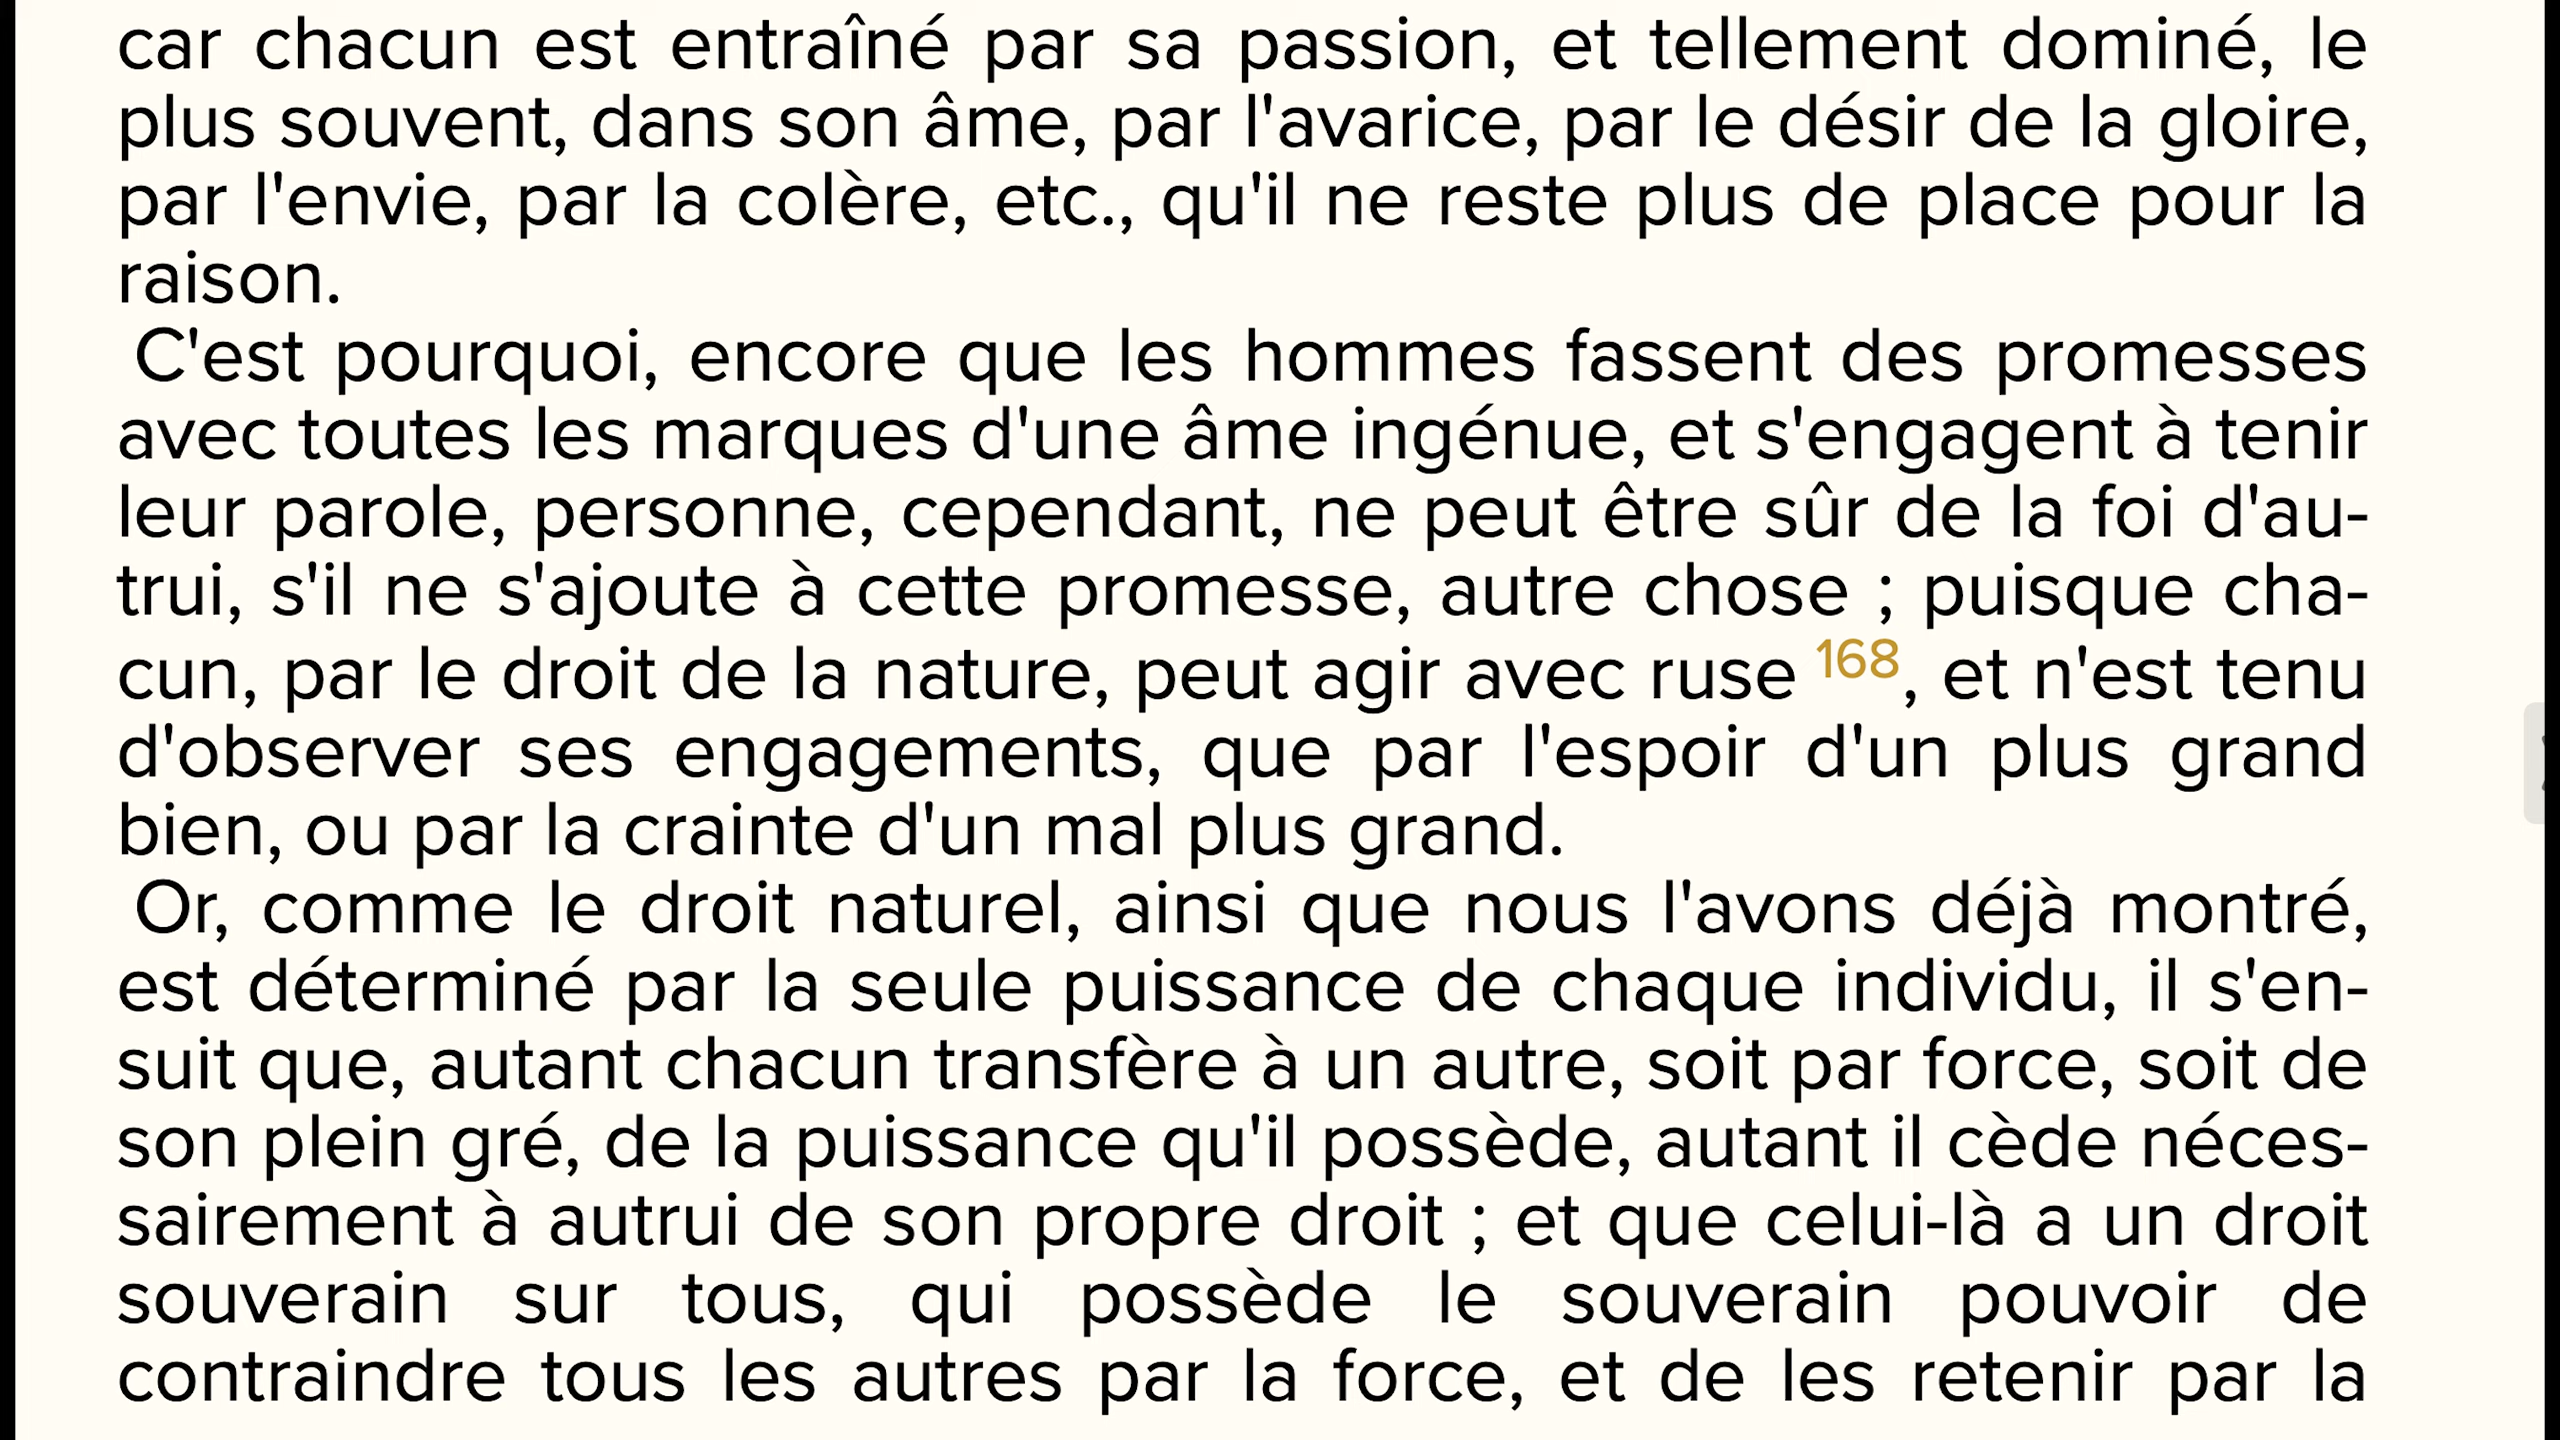 car chacun est entraîné par sa passion, et tellement dominé, le
plus souvent, dans son âme, par l'avarice, par le désir de la gloire,
par l'envie, par la colère, etc., qu'il ne reste plus de place pour la
raison.
C'est pourquoi, encore que les hommes fassent des promesses
avec toutes les marques d'une âme ingénue, et s'engagent à tenir
leur parole, personne, cependant, ne peut être sûr de la foi d'au-
trui, s'il ne s'ajoute à cette promesse, autre chose ; puisque cha-
cun, par le droit de la nature, peut agir avec ruse 168, et n'est tenu
d'observer ses engagements, que par l'espoir d'un plus grand
bien, ou par la crainte d'un mal plus grand.
Or, comme le droit naturel, ainsi que nous l'avons déjà montré,
est déterminé par la seule puissance de chaque individu, il s'en-
suit que, autant chacun transfère à un autre, soit par force, soit de
son plein gré, de la puissance qu'il possède, autant il cède néces-
sairement à autrui de son propre droit ; et que celui-là a un droit
souverain sur tous, qui possède le souverain pouvoir de
contraindre tous les autres par la force, et de les retenir par la